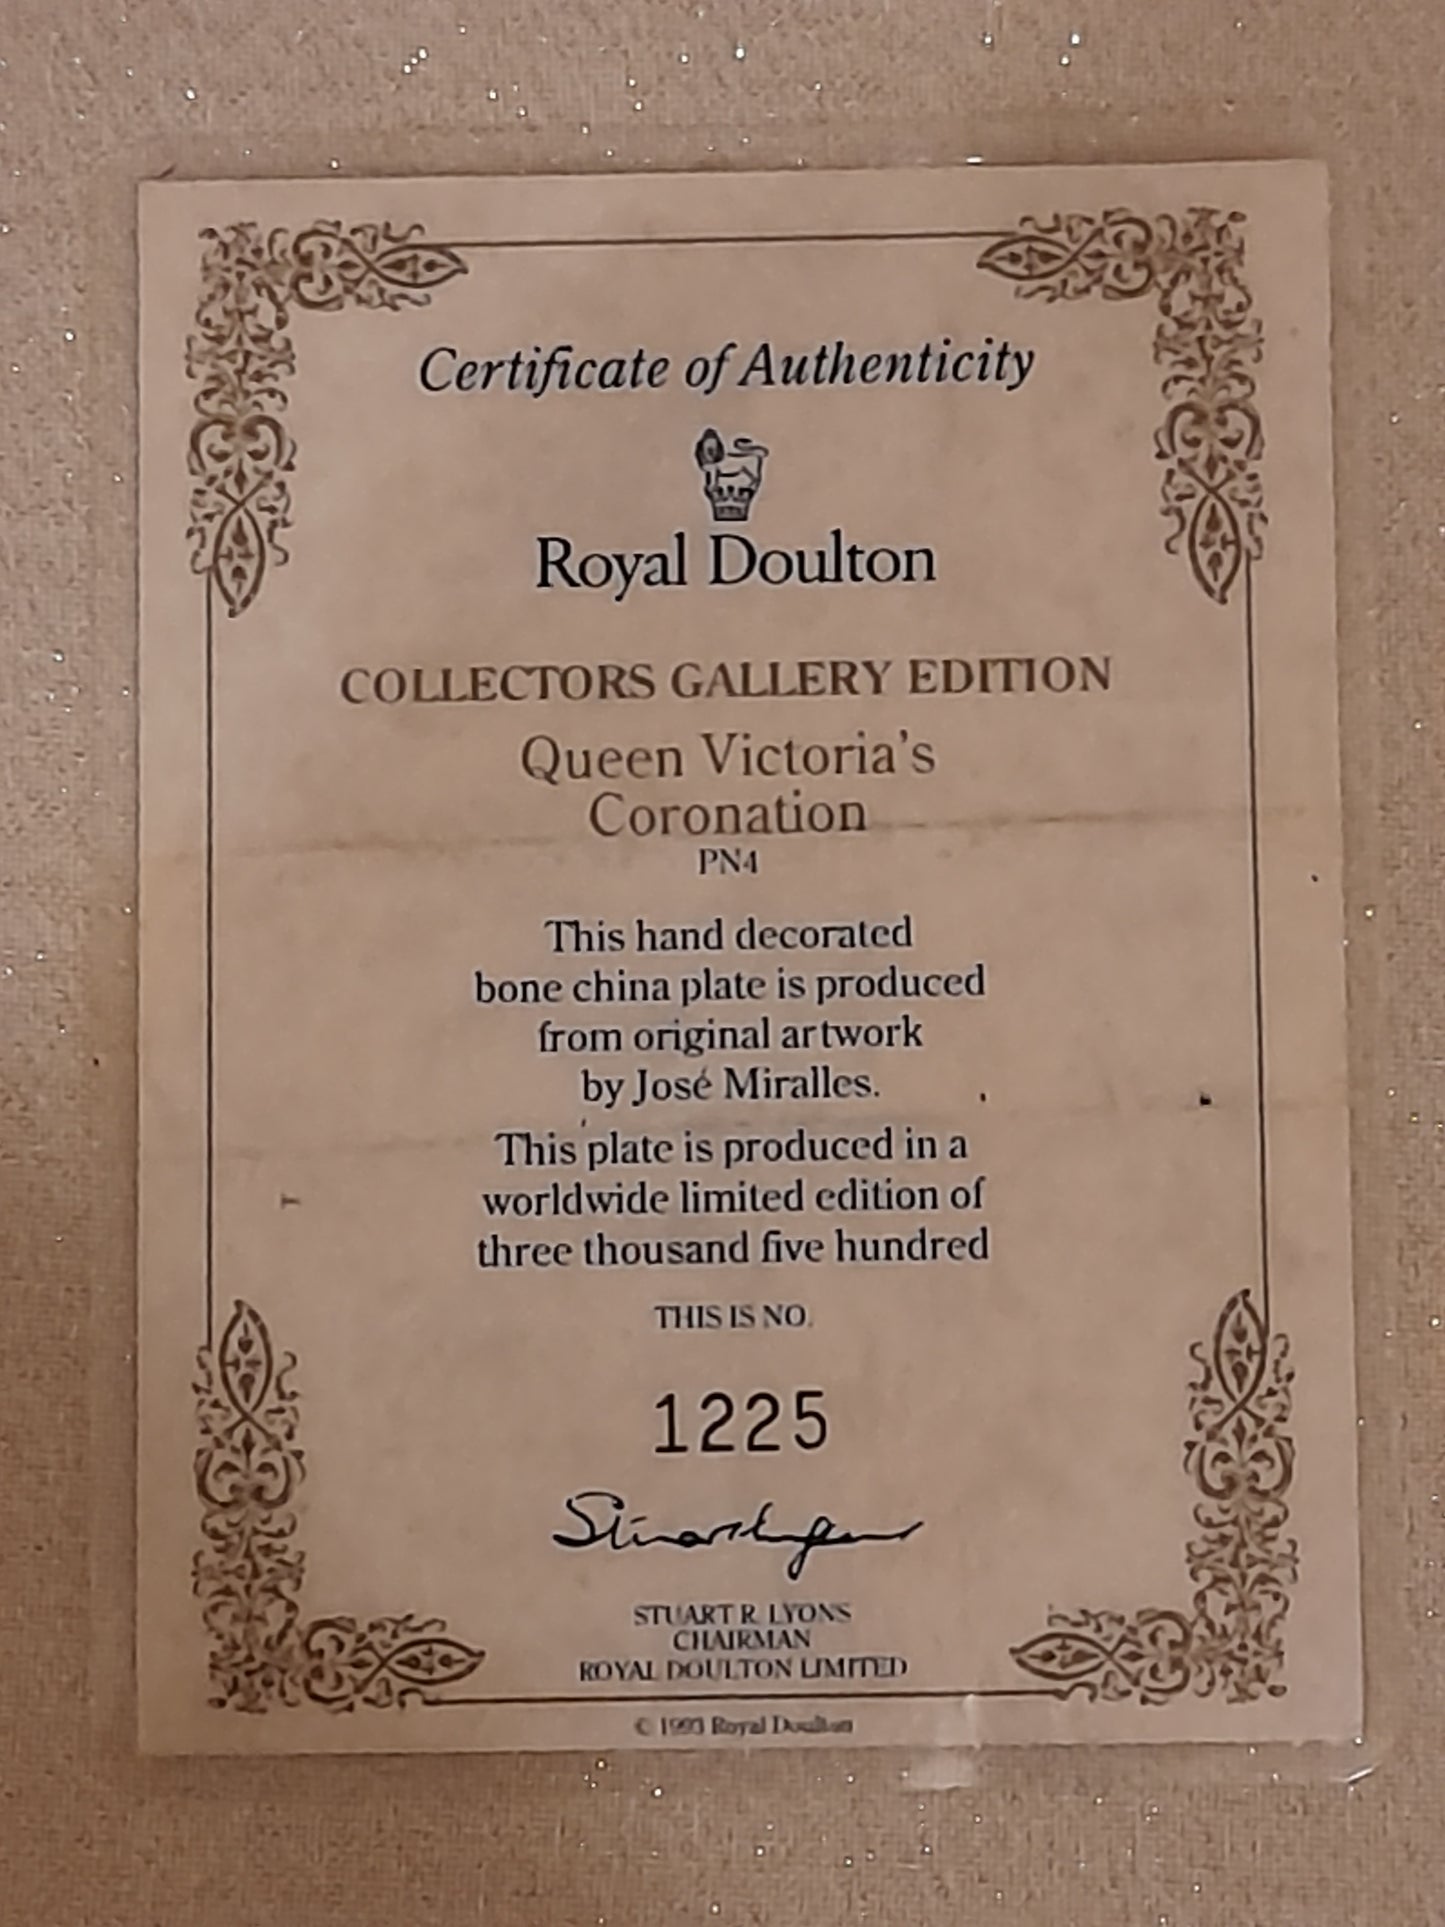 Certificate of Authenticity
Royal Doulton
COLLECTORS GALLERY EDITION
Queen Victoria's
Coronation
PN4
This hand decorated
bone china plate is produced
from original artwork
by José Miralles.
This plate is produced in a
worldwide limited edition of
three thousand five hundred
THIS IS NO.
1225
STUART R. LYONS
CHAIRMAN
ROYAL DOULTON LIMITED
© 1993 Royal Doulton